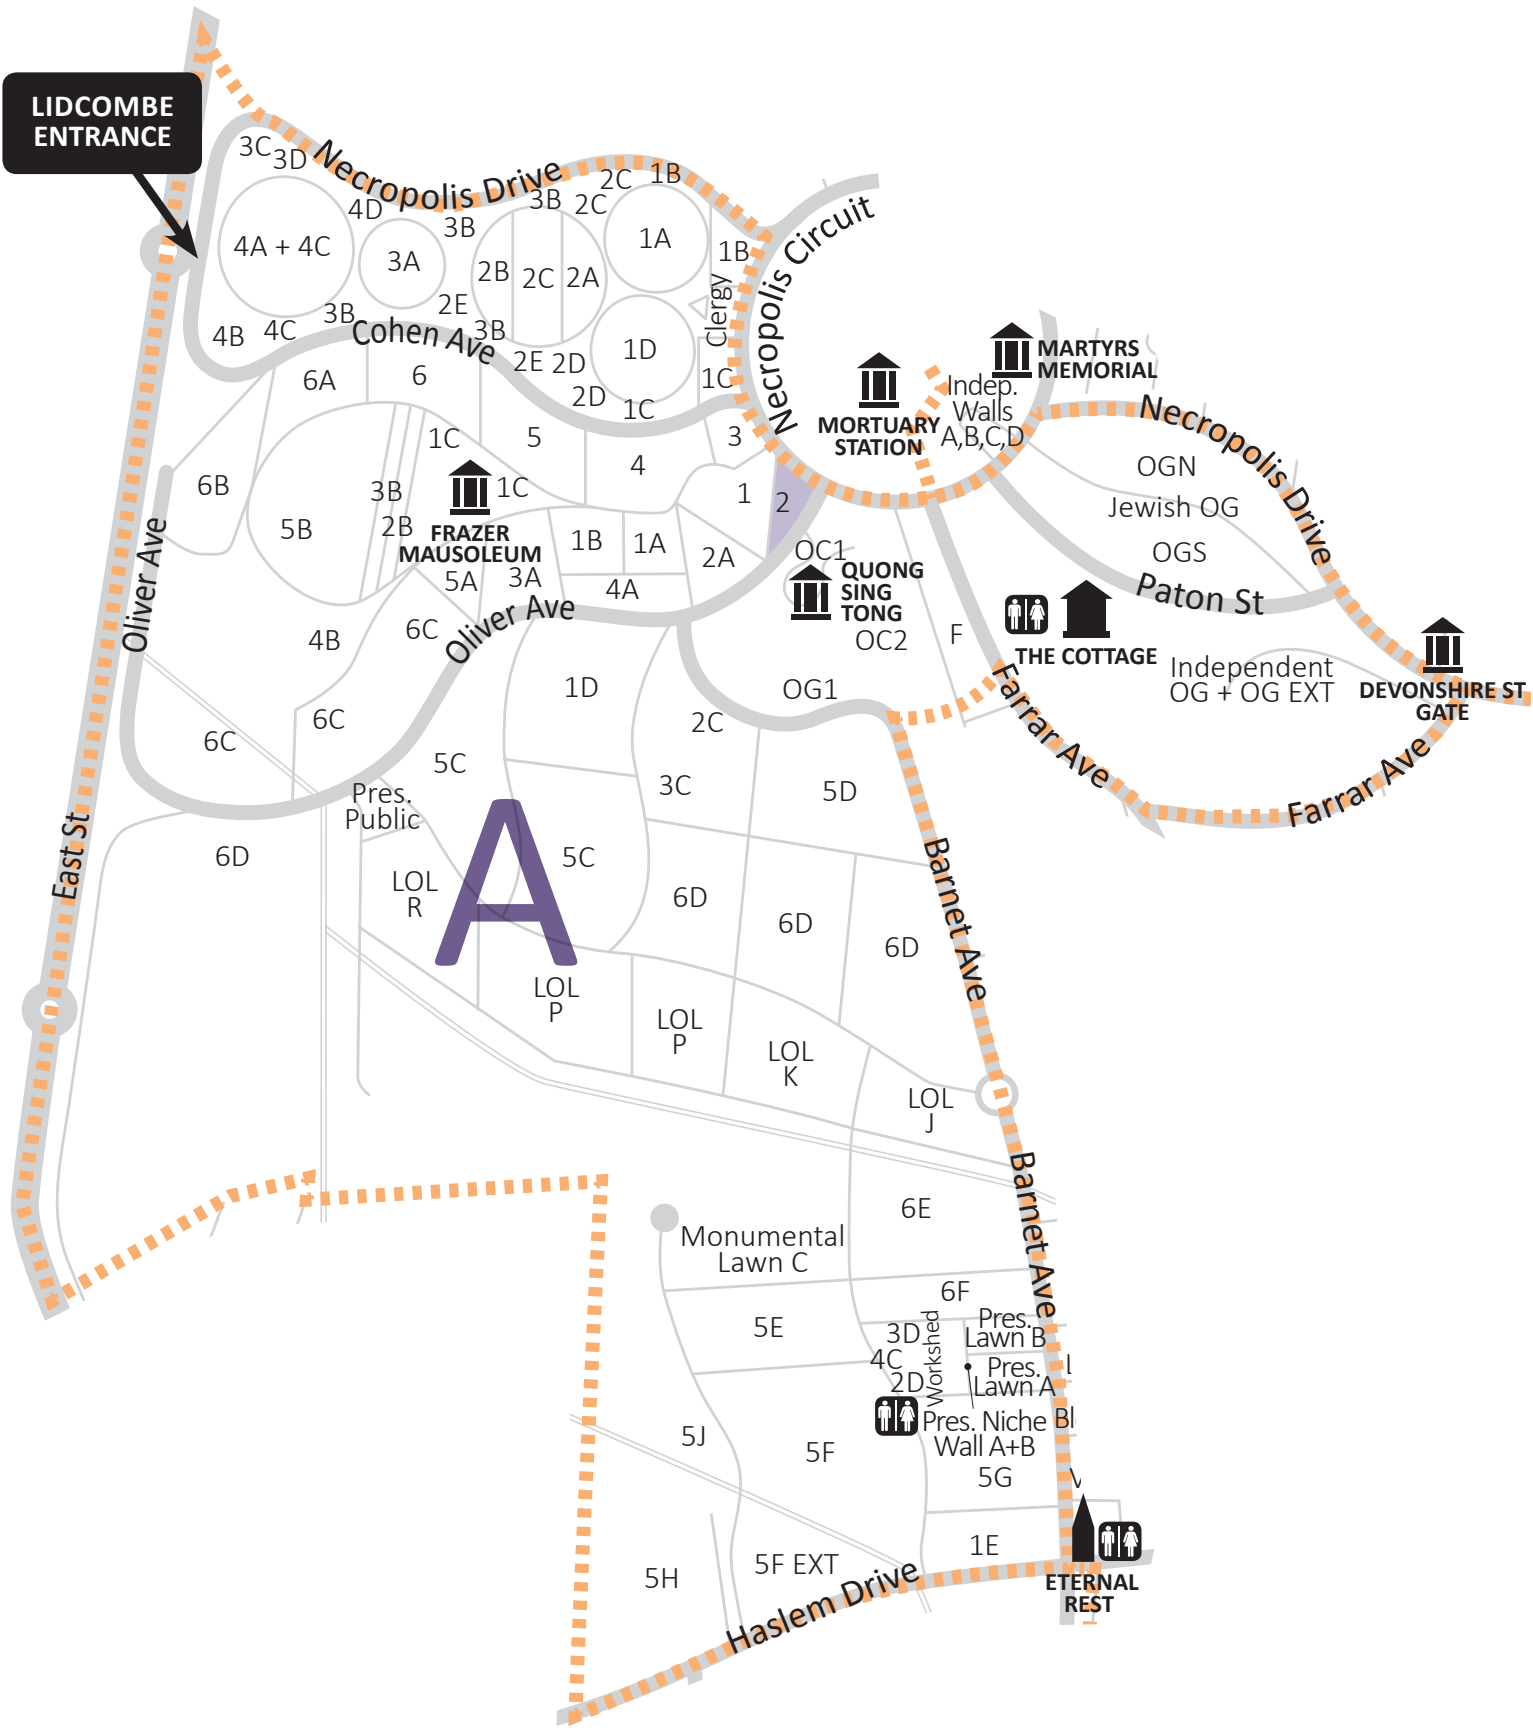 LIDCOMBE
ENTRANCE
3C
3D
Necropolis Drive
2C
1B
4D
3B
2C
3B
4A + 4C
3A
2B
2C
2A
1A
1B
Clergy
Necropolis Circuit
2E
3B
4B
4C
Cohen Ave
3B
2E
2D
1D
1C
2D
1C
6A
6
MARTYRS
MEMORIAL
Indep.
Walls
A,B,C,D
MORTUARY
STATION
Necropolis Drive
1C
5
3
4
OGN
6B
3B
1C
1
2
Jewish OG
5B
2B
FRAZER
MAUSOLEUM
1B
1A
2A
OC1
OGS
Oliver Ave
5A
3A
4A
QUONG
SING
TONG
Paton St
4B
6C
Oliver Ave
OC2
F
THE COTTAGE
Independent
OG + OG EXT
DEVONSHIRE ST
GATE
1D
OG1
Farrar Ave
6C
6C
2C
5C
3C
5D
Farrar Ave
Pres.
Public
East St
6D
A
5C
Barnet Ave
LOL
R
6D
6D
6D
LOL
P
LOL
P
LOL
K
LOL
J
Barnet Ave
6E
Monumental
Lawn C
6F
5E
3D
4C
2D
Workshed
Pres.
Lawn B
Pres.
Lawn A
l
Pres. Niche
Wall A+B
Bl
5J
5F
5G
1E
5H
5F EXT
Haslem Drive
ETERNAL
REST